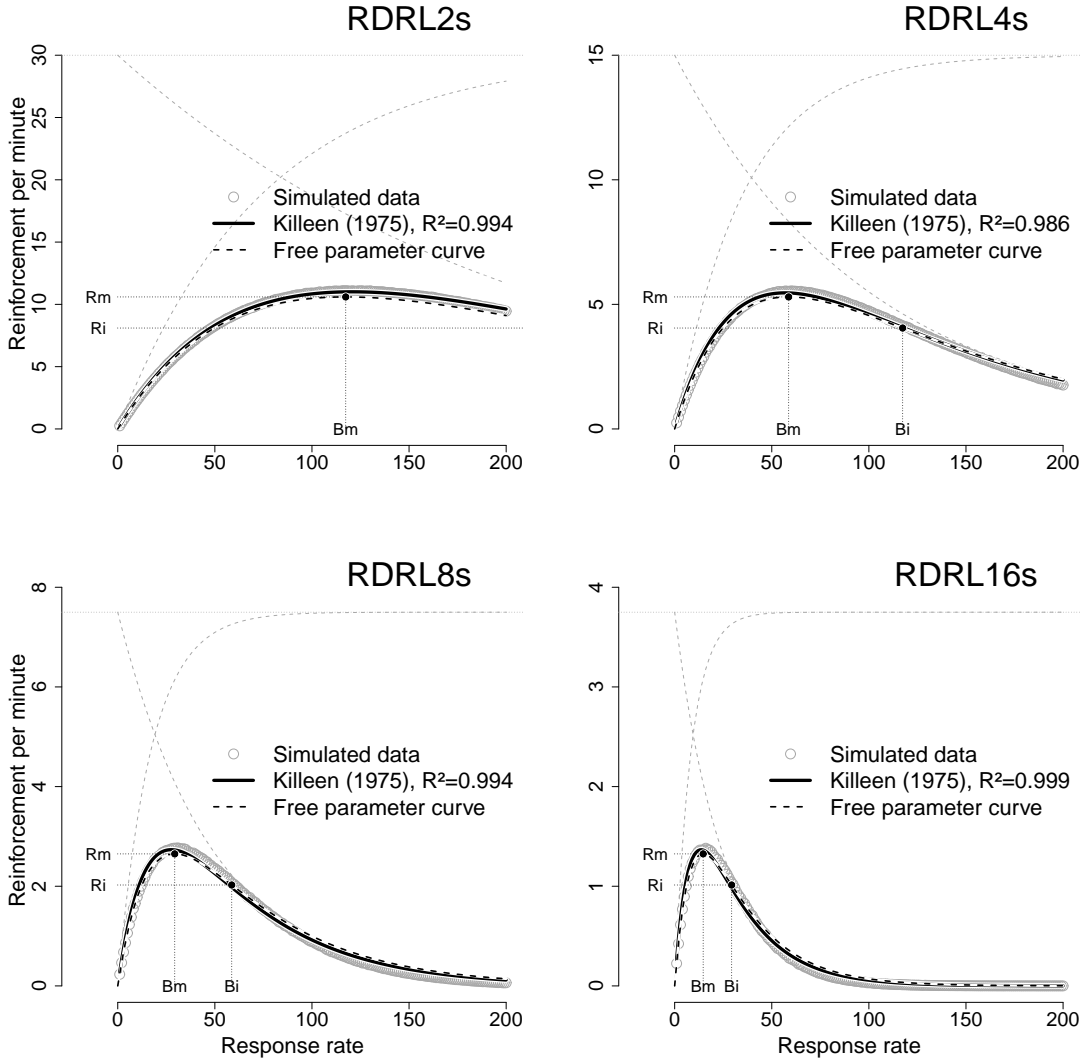 RDRL2s
Reinforcement per minute
30
25
20
15
10
5
0
Simulated data
Killeen (1975), R²=0.994
Free parameter curve
Rm
Ri
Bm
0 50 100 150 200
RDRL4s
15
10
5
0
Simulated data
Killeen (1975), R²=0.986
Free parameter curve
Rm
Ri
Bm Bi
0 50 100 150 200
RDRL8s
Reinforcement per minute
8
6
4
2
0
Simulated data
Killeen (1975), R²=0.994
Free parameter curve
Rm
Ri
Bm Bi
0 50 100 150 200
Response rate
RDRL16s
4
3
2
1
0
Simulated data
Killeen (1975), R²=0.999
Free parameter curve
Rm
Ri
Bm Bi
0 50 100 150 200
Response rate